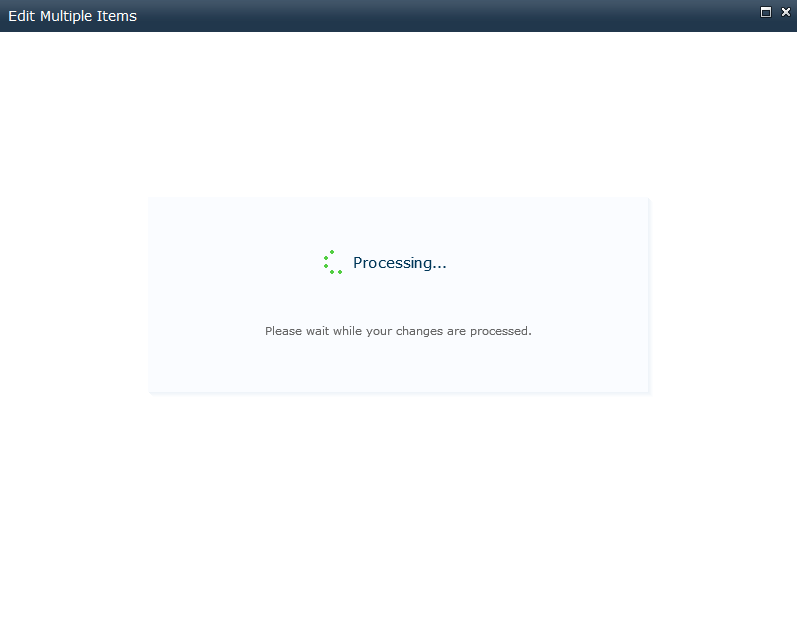 Edit Multiple Items
Processing...
Please wait while your changes are processed.